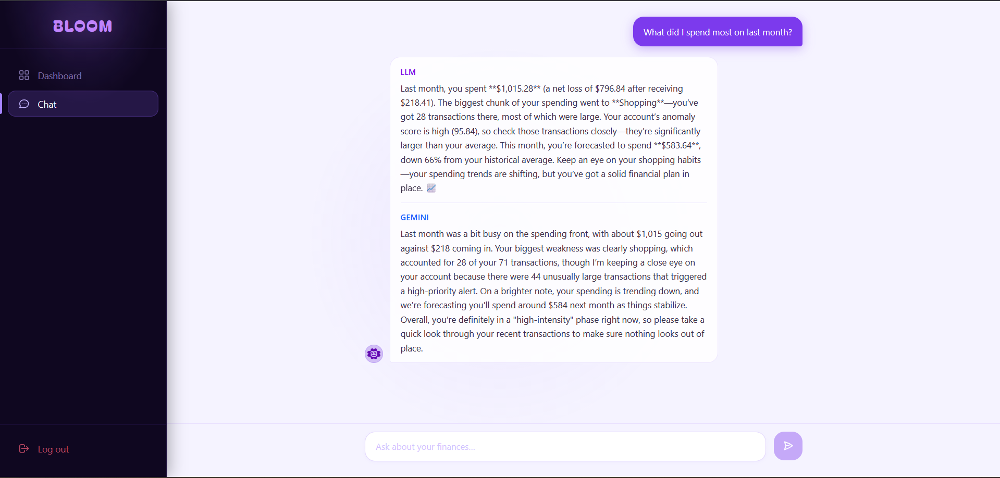 BLOOM
Dashboard
Chat
Log out
What did I spend most on last month?
LLM
Last month, you spent **$1,015.28** (a net loss of $796.84 after receiving
$218.41). The biggest chunk of your spending went to **Shopping**—you’ve
got 28 transactions there, most of which were large. Your account’s anomaly
score is high (95.84), so check those transactions closely—they’re significantly
larger than your average. This month, you’re forecasted to spend **$583.64**,
down 66% from your historical average. Keep an eye on your shopping habits
—your spending trends are shifting, but you’ve got a solid financial plan in
place. 📈
GEMINI
Last month was a bit busy on the spending front, with about $1,015 going out
against $218 coming in. Your biggest weakness was clearly shopping, which
accounted for 28 of your 71 transactions, though I’m keeping a close eye on
your account because there were 44 unusually large transactions that triggered
a high-priority alert. On a brighter note, your spending is trending down, and
we’re forecasting you'll spend around $584 next month as things stabilize.
Overall, you’re definitely in a "high-intensity" phase right now, so please take a
quick look through your recent transactions to make sure nothing looks out of
place.
Ask about your finances...